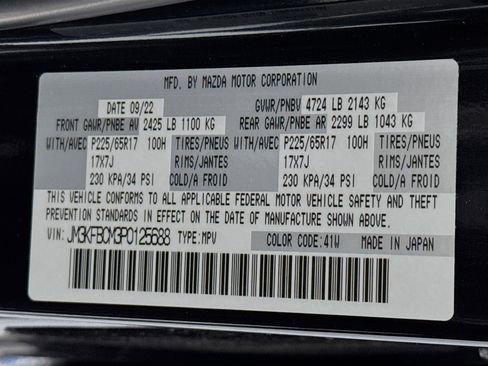 MFD. BY MAZDA MOTOR CORPORATION
DATE 09/22 GVWR/PNBV 4724 LB 2143 KG
FRONT GAWR/PNBE AV 2425 LB 1100 KG REAR GAWR/PNBE AR 2299 LB 1043 KG
WITH/AVEC P225/65R17 100H TIRES/PNEUS WITH/AVEC P225/65R17 100H TIRES/PNEUS
17X7J RIMS/JANTES 17X7J RIMS/JANTES
230 KPA/34 PSI COLD/A FROID 230 KPA/34 PSI COLD/A FROID
THIS VEHICLE CONFORMS TO ALL APPLICABLE FEDERAL MOTOR VEHICLE SAFETY AND THEFT
PREVENTION STANDARDS IN EFFECT ON THE DATE OF MANUFACTURE SHOWN ABOVE.
VIN: JM3KFBCM3P0125688 TYPE: MPV COLOR CODE: 41W MADE IN JAPAN